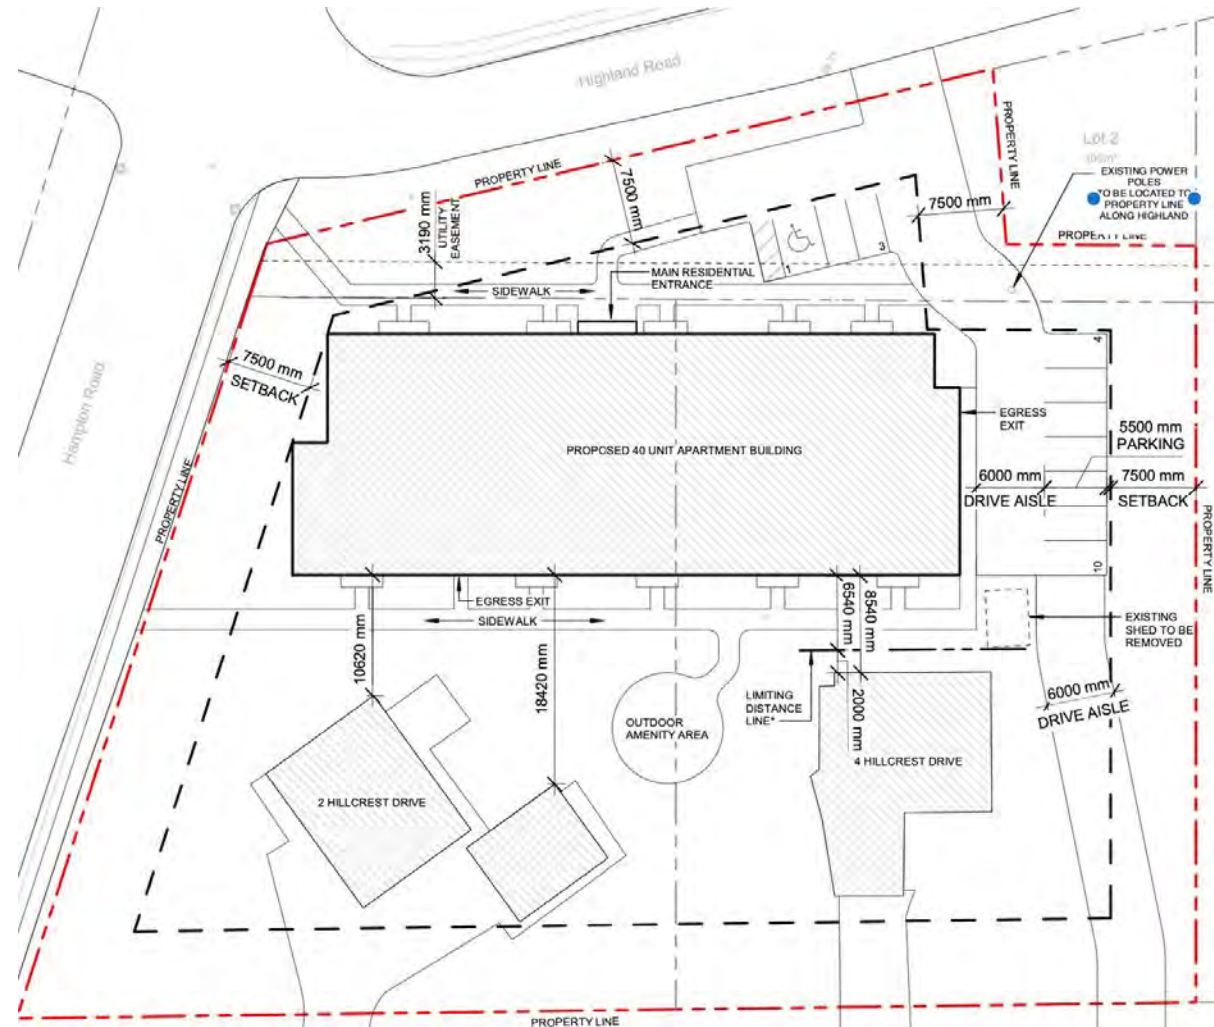 Highland Road
PROPERTY LINE
PROPERTY LINE
Lot 2
EXISTING POWER
POLES
TO BE LOCATED TO
PROPERTY LINE
ALONG HIGHLAND
PROPERTY LINE
7500 mm
7500 mm
3190 mm
UTILITY
EASEMENT
1
3
MAIN RESIDENTIAL
ENTRANCE
SIDEWALK
4
7500 mm
SETBACK
Hampton Road
PROPERTY LINE
EGRESS
EXIT
5500 mm
PARKING
PROPOSED 40 UNIT APARTMENT BUILDING
6000 mm
DRIVE AISLE
7500 mm
SETBACK
PROPERTY LINE
10
EGRESS EXIT
SIDEWALK
6540 mm
8540 mm
EXISTING
SHED TO BE
REMOVED
10620 mm
18420 mm
LIMITING
DISTANCE
LINE*
2000 mm
6000 mm
DRIVE AISLE
OUTDOOR
AMENITY AREA
4 HILLCREST DRIVE
2 HILLCREST DRIVE
PROPERTY LINE